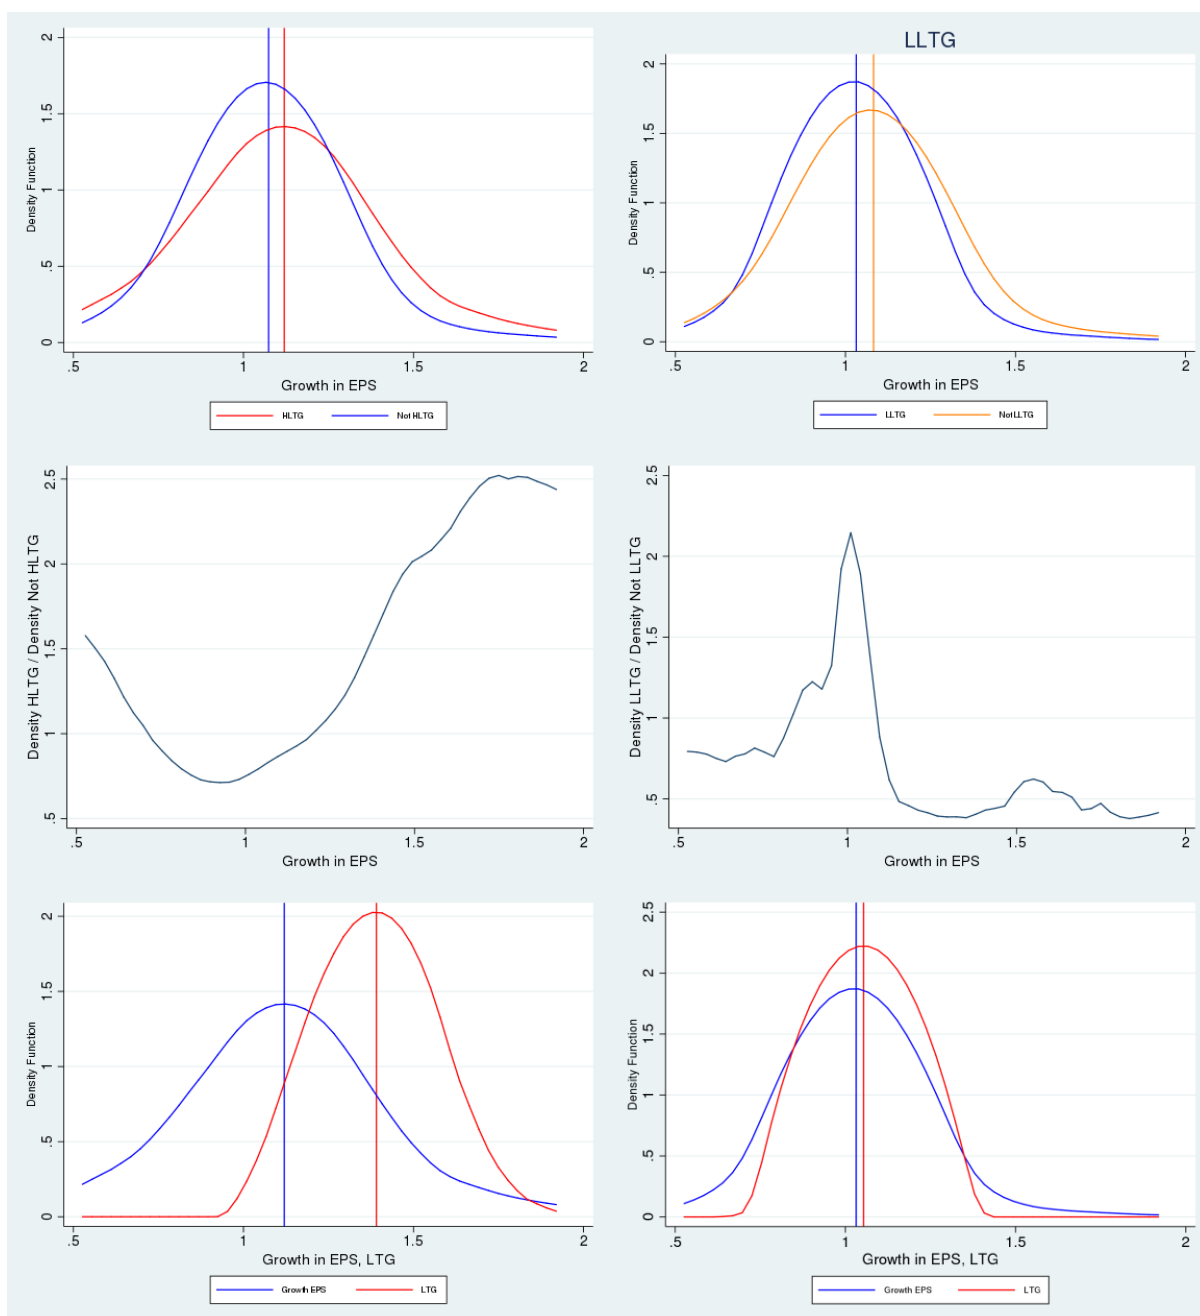 Density Function
2
1.5
1
.5
0
.5
1
1.5
2
Growth in EPS
HLTG
Not HLTG
LLTG
Density Function
2
1.5
1
.5
0
.5
1
1.5
2
Growth in EPS
LLTG
Not LLTG
Density HLTG / Density Not HLTG
2.5
2
1.5
1
.5
.5
1
1.5
2
Growth in EPS
Density LLTG / Density Not LLTG
2.5
2
1.5
1
.5
.5
1
1.5
2
Growth in EPS
Density Function
2
1.5
1
.5
0
.5
1
1.5
2
Growth in EPS, LTG
Growth EPS
LTG
Density Function
2.5
2
1.5
1
.5
0
.5
1
1.5
2
Growth in EPS, LTG
Growth EPS
LTG